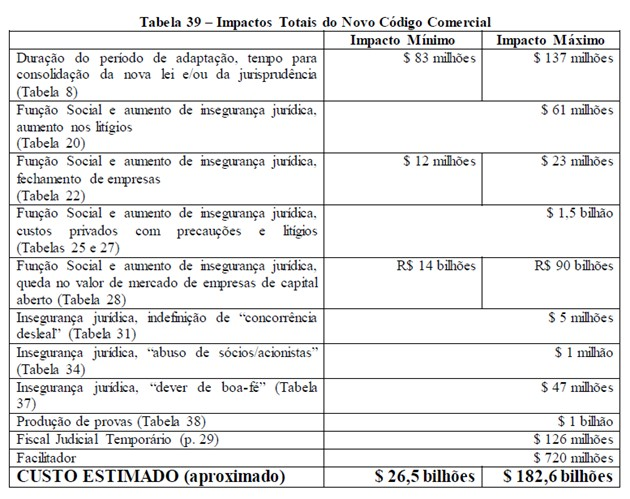 Tabela 39 – Impactos Totais do Novo Código Comercial
Impacto Mínimo Impacto Máximo
Duração do período de adaptação, tempo para $ 83 milhões $ 137 milhões
consolidação da nova lei e/ou da jurisprudência
(Tabela 8)
Função Social e aumento de insegurança jurídica, $ 61 milhões
aumento nos litígios
(Tabela 20)
Função Social e aumento de insegurança jurídica, $ 12 milhões $ 23 milhões
fechamento de empresas
(Tabela 22)
Função Social e aumento de insegurança jurídica, $ 1,5 bilhão
custos privados com precauções e litígios
(Tabelas 25 e 27)
Função Social e aumento de insegurança jurídica, R$ 14 bilhões R$ 90 bilhões
queda no valor de mercado de empresas de capital
aberto (Tabela 28)
Insegurança jurídica, indefinição de “concorrência $ 5 milhões
desleal” (Tabela 31)
Insegurança jurídica, “abuso de sócios/acionistas” $ 1 milhão
(Tabela 34)
Insegurança jurídica, “dever de boa-fé” (Tabela $ 47 milhões
37)
Produção de provas (Tabela 38) $ 1 bilhão
Fiscal Judicial Temporário (p. 29) $ 126 milhões
Facilitador $ 720 milhões
CUSTO ESTIMADO (aproximado) $ 26,5 bilhões $ 182,6 bilhões